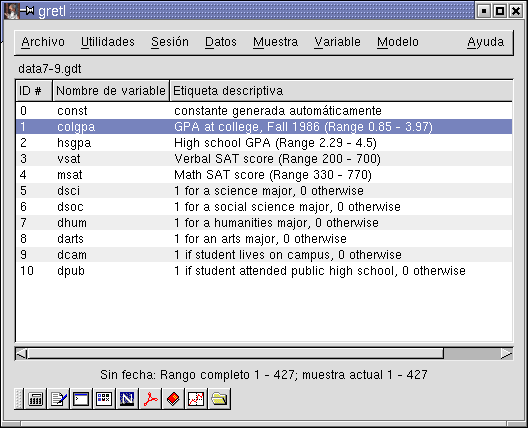 gretl
Archivo Utilidades Sesión Datos Muestra Variable Modelo Ayuda
data7-9.gdt
ID # Nombre de variable Etiqueta descriptiva
0 const constante generada automáticamente
1 colgpa GPA at college, Fall 1986 (Range 0.85 - 3.97)
2 hsgpa High school GPA (Range 2.29 - 4.5)
3 vsat Verbal SAT score (Range 200 - 700)
4 msat Math SAT score (Range 330 - 770)
5 dsci 1 for a science major, 0 otherwise
6 dsoc 1 for a social science major, 0 otherwise
7 dhum 1 for a humanities major, 0 otherwise
8 darts 1 for an arts major, 0 otherwise
9 dcam 1 if student lives on campus, 0 otherwise
10 dpub 1 if student attended public high school, 0 otherwise
Sin fecha: Rango completo 1 - 427; muestra actual 1 - 427